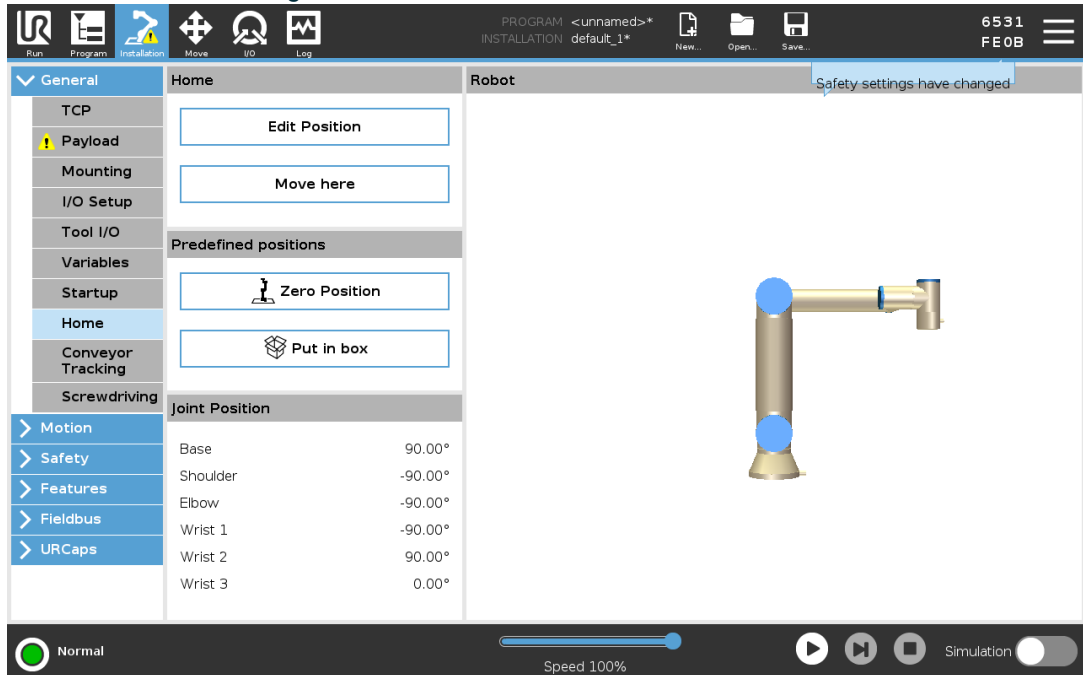 PROGRAM <unnamed>*
INSTALLATION default_1*
UR
Run
Program
Installation
Move
I/O
Log
New...
Open...
Save...
6531
FE0B
General
TCP
Payload
Mounting
I/O Setup
Tool I/O
Variables
Startup
Home
Conveyor
Tracking
Screwdriving
Motion
Safety
Features
Fieldbus
URCaps
Home
Edit Position
Move here
Predefined positions
Zero Position
Put in box
Joint Position
Base 90.00°
Shoulder -90.00°
Elbow -90.00°
Wrist 1 -90.00°
Wrist 2 90.00°
Wrist 3 0.00°
Robot
Safety settings have changed
Normal
Speed 100%
Simulation